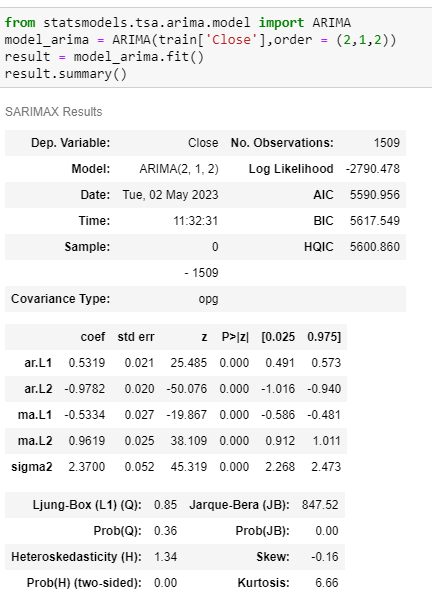 from statsmodels.tsa.arima.model import ARIMA
model_arima = ARIMA(train['Close'],order = (2,1,2))
result = model_arima.fit()
result.summary()
SARIMAX Results
Dep. Variable: Close No. Observations: 1509
Model: ARIMA(2, 1, 2) Log Likelihood -2790.478
Date: Tue, 02 May 2023 AIC 5590.956
Time: 11:32:31 BIC 5617.549
Sample: 0 HQIC 5600.860
- 1509
Covariance Type: opg
coef std err z P>|z| [0.025 0.975]
ar.L1 0.5319 0.021 25.485 0.000 0.491 0.573
ar.L2 -0.9782 0.020 -50.076 0.000 -1.016 -0.940
ma.L1 -0.5334 0.027 -19.867 0.000 -0.586 -0.481
ma.L2 0.9619 0.025 38.109 0.000 0.912 1.011
sigma2 2.3700 0.052 45.319 0.000 2.268 2.473
Ljung-Box (L1) (Q): 0.85 Jarque-Bera (JB): 847.52
Prob(Q): 0.36 Prob(JB): 0.00
Heteroskedasticity (H): 1.34 Skew: -0.16
Prob(H) (two-sided): 0.00 Kurtosis: 6.66